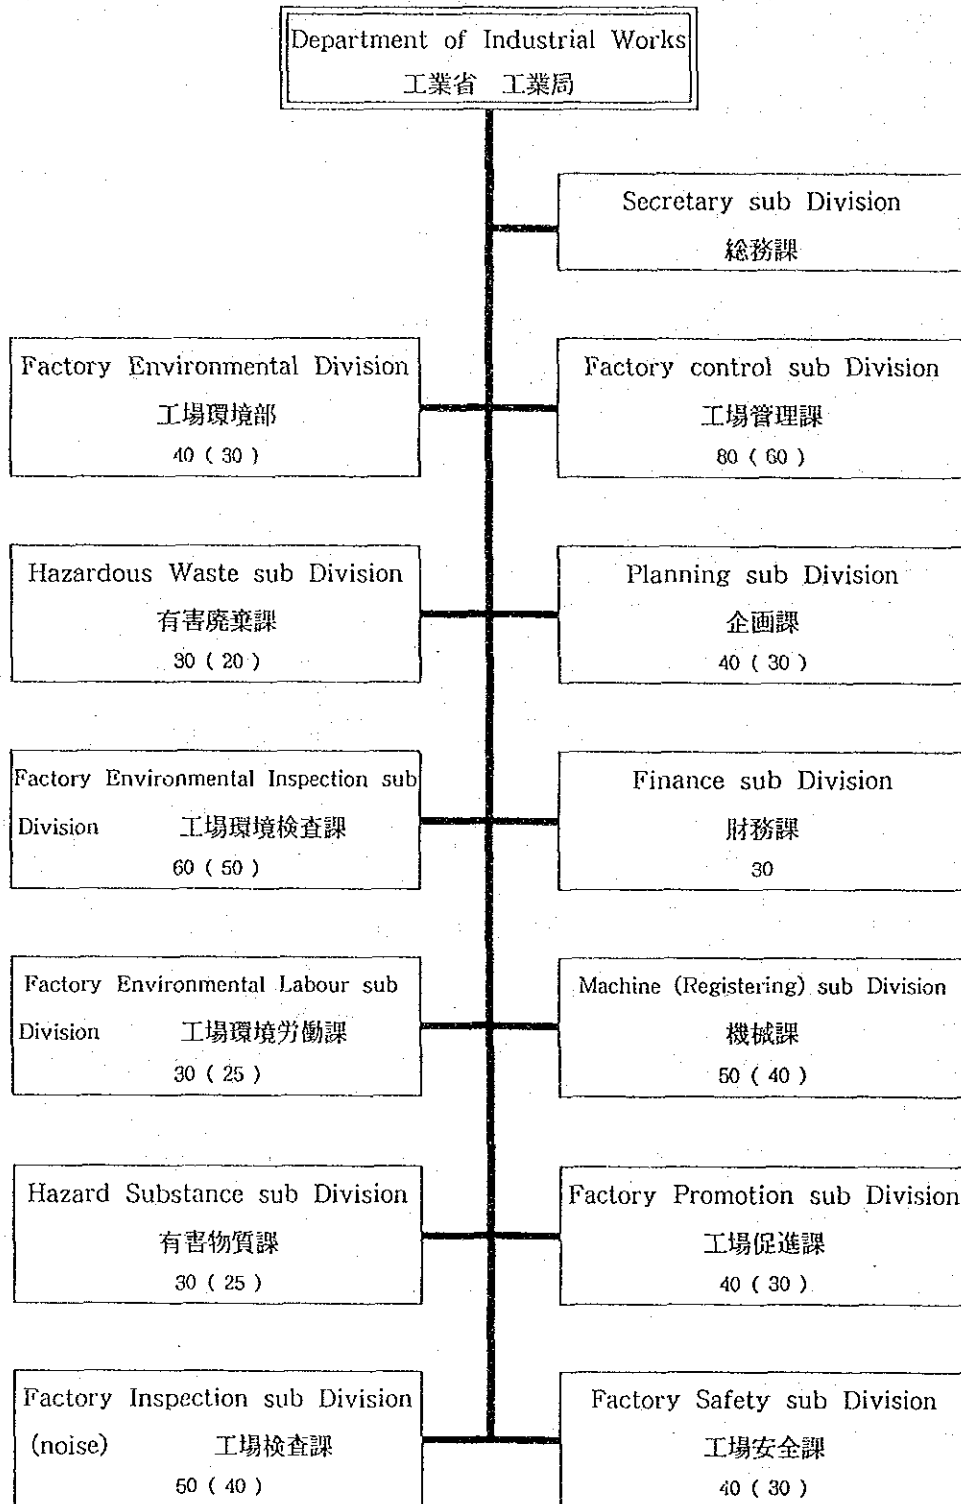 Department of Industrial Works
工業省 工業局
Secretary sub Division
総務課
Factory Environmental Division
工場環境部
40 ( 30 )
Factory control sub Division
工場管理課
80 ( 60 )
Hazardous Waste sub Division
有害廃棄課
30 ( 20 )
Planning sub Division
企画課
40 ( 30 )
Factory Environmental Inspection sub
Division 工場環境検査課
60 ( 50 )
Finance sub Division
財務課
30
Factory Environmental Labour sub
Division 工場環境労働課
30 ( 25 )
Machine (Registering) sub Division
機械課
50 ( 40 )
Hazard Substance sub Division
有害物質課
30 ( 25 )
Factory Promotion sub Division
工場促進課
40 ( 30 )
Factory Inspection sub Division
(noise) 工場検査課
50 ( 40 )
Factory Safety sub Division
工場安全課
40 ( 30 )